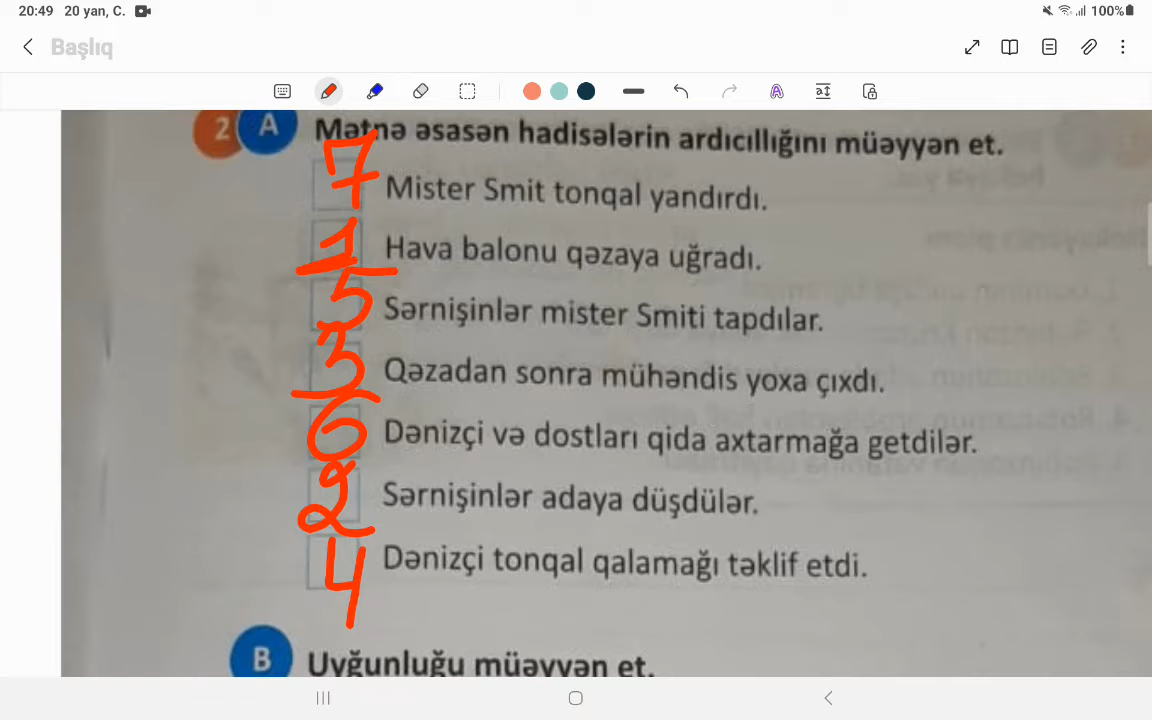 20:49 20 yan, C. 100%
Başlıq
2 A Mətnə əsasən hadisələrin ardıcıllığını müəyyən et.
7 Mister Smit tonqal yandırdı.
1 Hava balonu qəzaya uğradı.
5 Sərnişinlər mister Smiti tapdılar.
3 Qəzadan sonra mühəndis yoxa çıxdı.
6 Dənizçi və dostları qida axtarmağa getdilər.
2 Sərnişinlər adaya düşdülər.
4 Dənizçi tonqal qalamağı təklif etdi.
B Uyğunluğu müəyyən et.